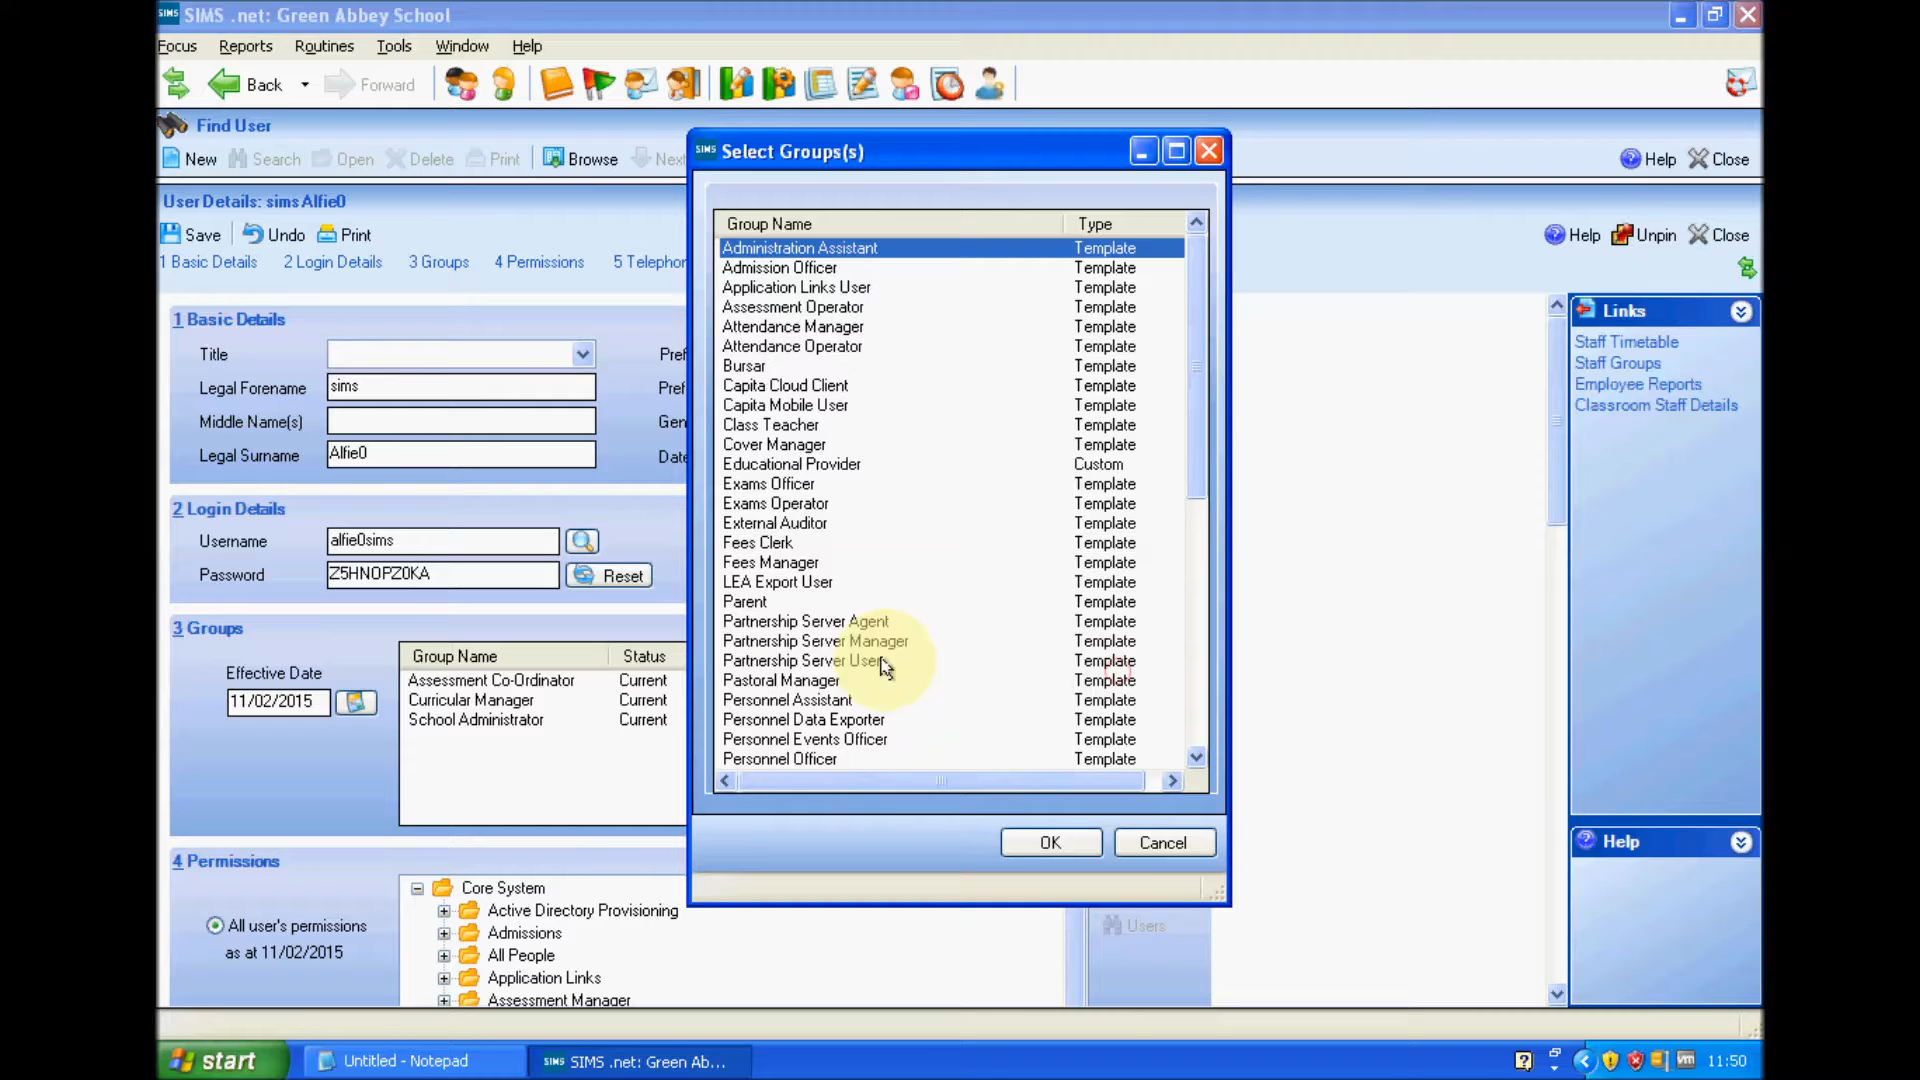 SIMS SIMS .net: Green Abbey School
Focus Reports Routines Tools Window Help
Back Forward
Find User
New Search Open Delete Print Browse Next
Help Close
User Details: sims Alfie0
Save Undo Print
Help Unpin Close
1 Basic Details 2 Login Details 3 Groups 4 Permissions 5 Telephon
1 Basic Details
Title
Pref
Legal Forename sims
Pref
Middle Name(s)
Gen
Legal Surname Alfie0
Date
2 Login Details
Username alfie0sims
Password Z5HNOPZ0KA Reset
3 Groups
Effective Date
11/02/2015
Group Name Status
Assessment Co-Ordinator Current
Curricular Manager Current
School Administrator Current
4 Permissions
All user's permissions
as at 11/02/2015
Core System
Active Directory Provisioning
Admissions
All People
Application Links
Assessment Manager
Users
SIMS Select Groups(s)
Group Name Type
Administration Assistant Template
Admission Officer Template
Application Links User Template
Assessment Operator Template
Attendance Manager Template
Attendance Operator Template
Bursar Template
Capita Cloud Client Template
Capita Mobile User Template
Class Teacher Template
Cover Manager Template
Educational Provider Custom
Exams Officer Template
Exams Operator Template
External Auditor Template
Fees Clerk Template
Fees Manager Template
LEA Export User Template
Parent Template
Partnership Server Agent Template
Partnership Server Manager Template
Partnership Server User Template
Pastoral Manager Template
Personnel Assistant Template
Personnel Data Exporter Template
Personnel Events Officer Template
Personnel Officer Template
OK Cancel
Links
Staff Timetable
Staff Groups
Employee Reports
Classroom Staff Details
Help
start Untitled - Notepad SIMS SIMS .net: Green Ab... 11:50